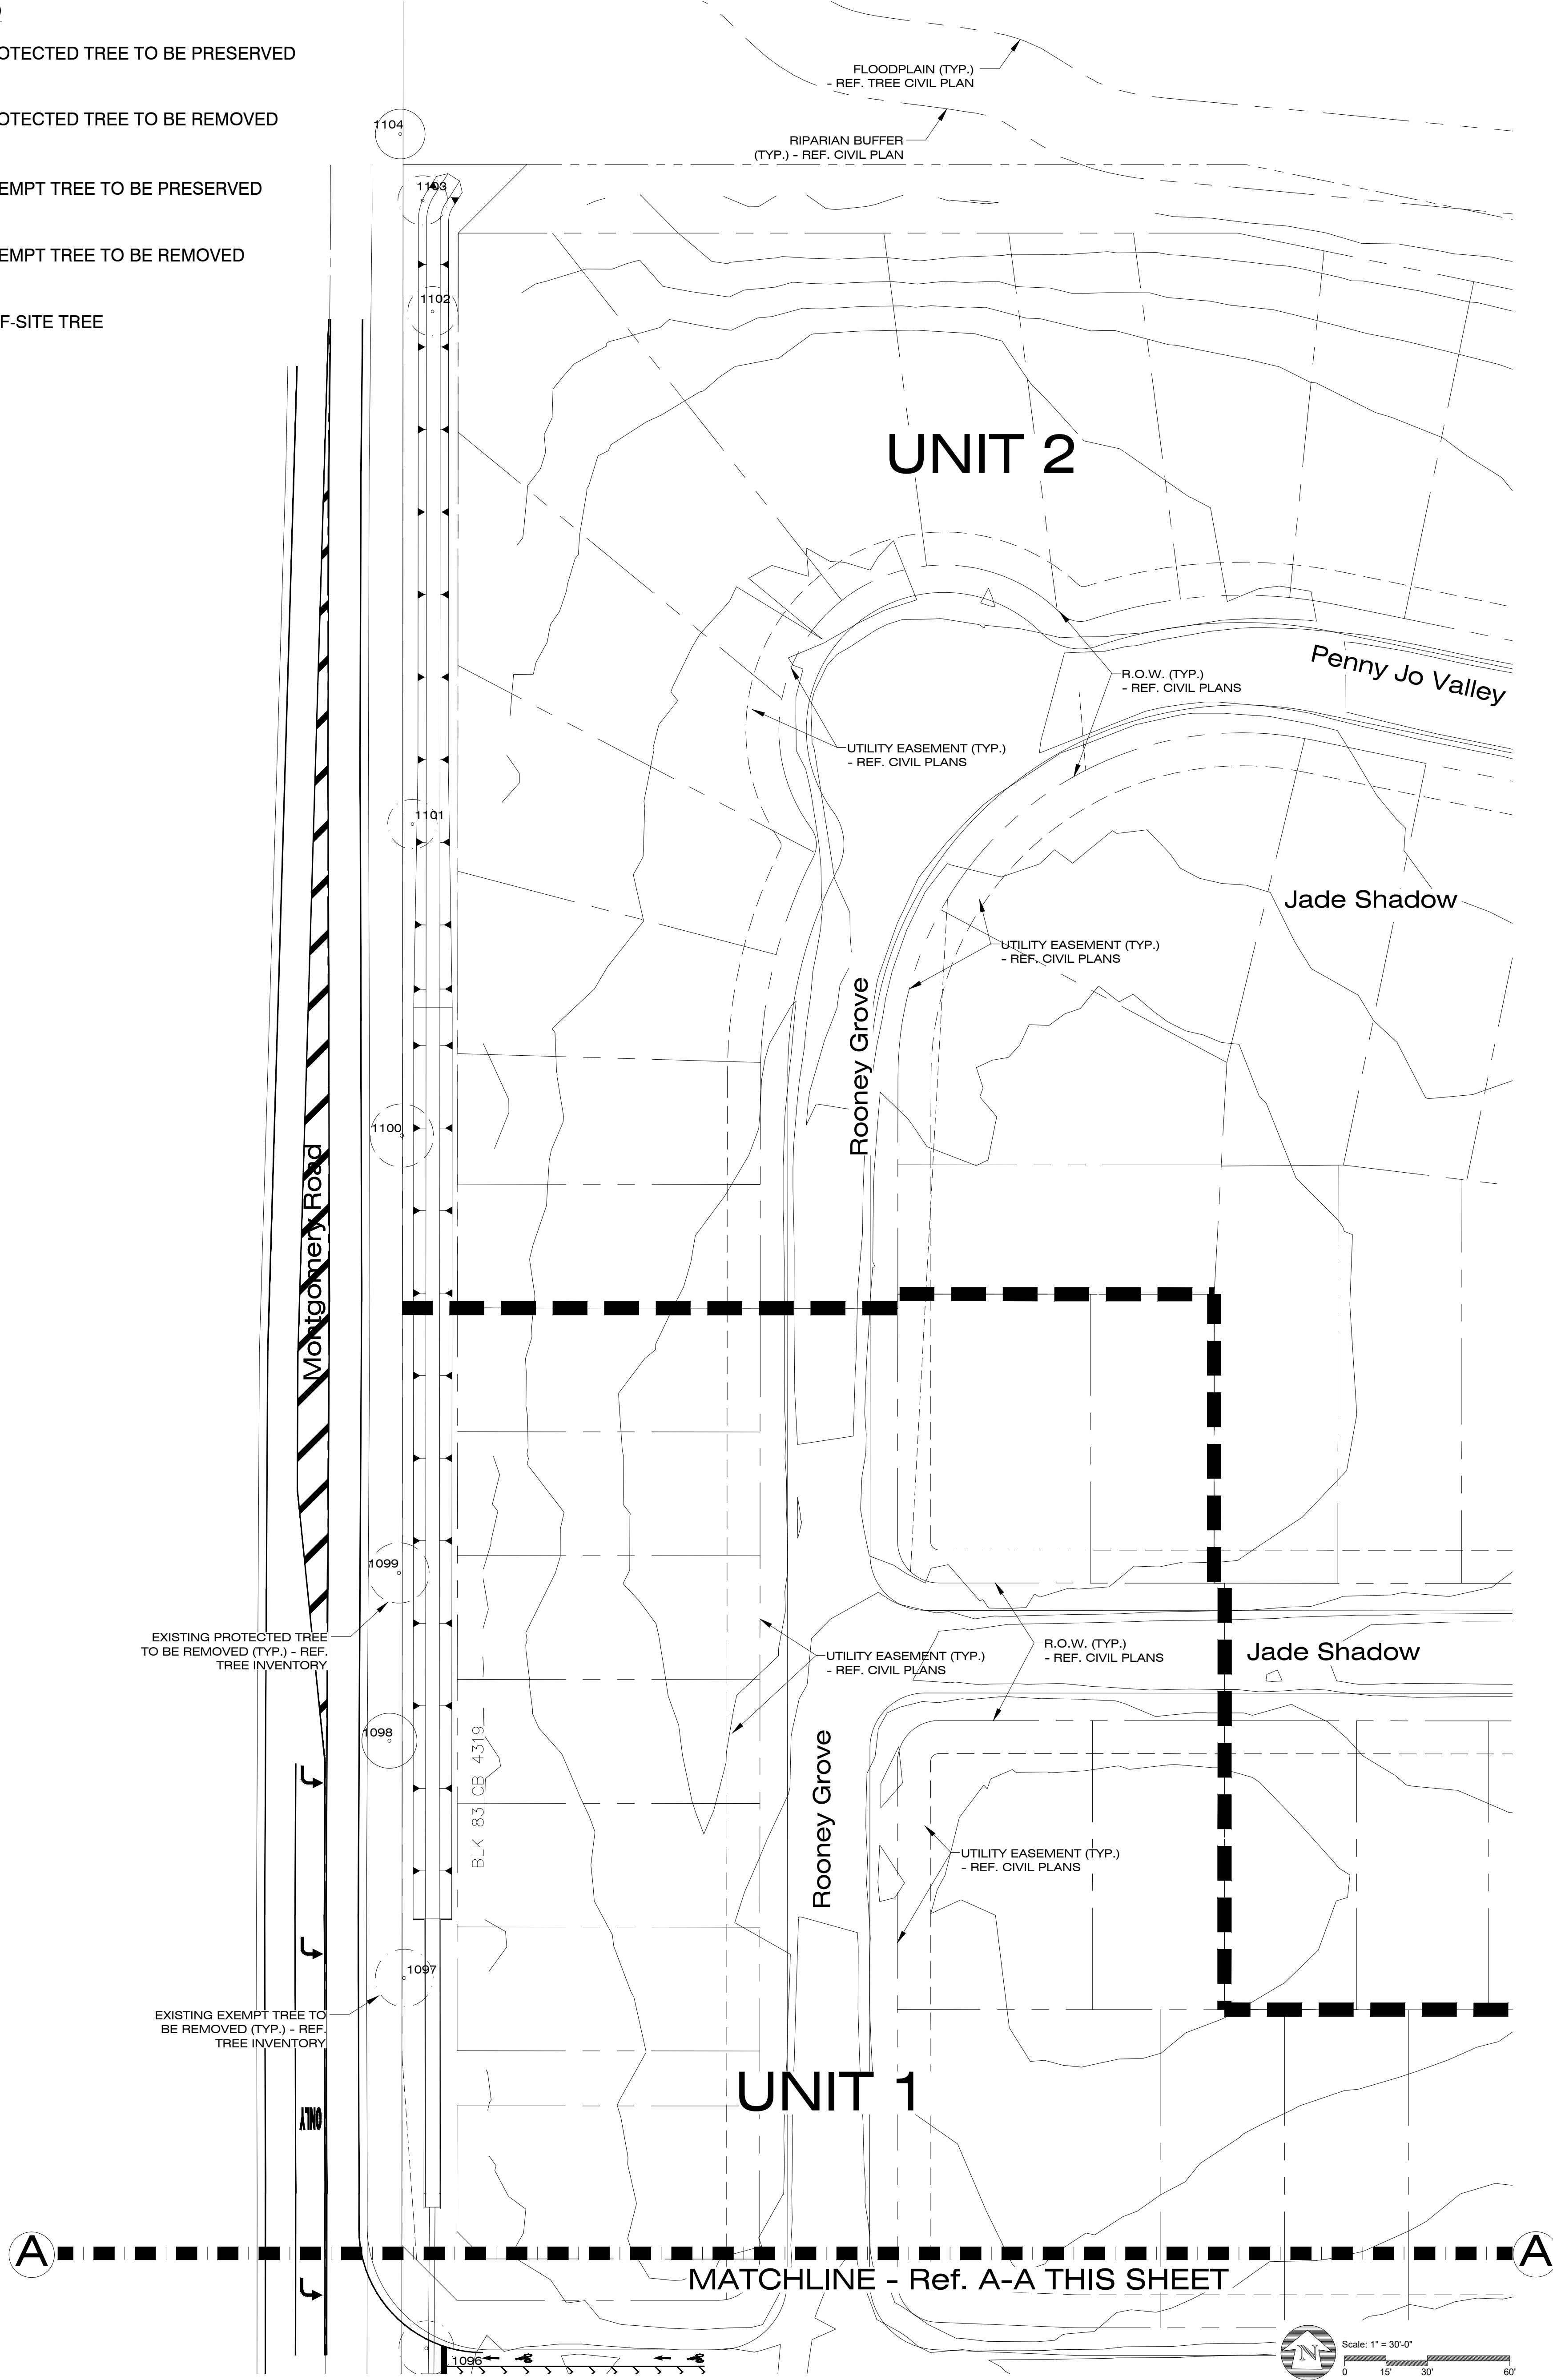 OTECTED TREE TO BE PRESERVED
OTECTED TREE TO BE REMOVED
EMPT TREE TO BE PRESERVED
EMPT TREE TO BE REMOVED
F-SITE TREE
FLOODPLAIN (TYP.)
- REF. TREE CIVIL PLAN
1104
RIPARIAN BUFFER
(TYP.) - REF. CIVIL PLAN
1103
1102
UNIT 2
Penny Jo Valley
R.O.W. (TYP.)
- REF. CIVIL PLANS
UTILITY EASEMENT (TYP.)
- REF. CIVIL PLANS
1101
Jade Shadow
UTILITY EASEMENT (TYP.)
- REF. CIVIL PLANS
Rooney Grove
1100
Montgomery Road
1099
EXISTING PROTECTED TREE
TO BE REMOVED (TYP.) - REF.
TREE INVENTORY
UTILITY EASEMENT (TYP.)
- REF. CIVIL PLANS
R.O.W. (TYP.)
- REF. CIVIL PLANS
Jade Shadow
1098
BLK 83 CB 4319
Rooney Grove
UTILITY EASEMENT (TYP.)
- REF. CIVIL PLANS
1097
EXISTING EXEMPT TREE TO
BE REMOVED (TYP.) - REF.
TREE INVENTORY
UNIT 1
ONLY
A
A
MATCHLINE - Ref. A-A THIS SHEET
1096
N
Scale: 1" = 30'-0"
0 15' 30' 60'